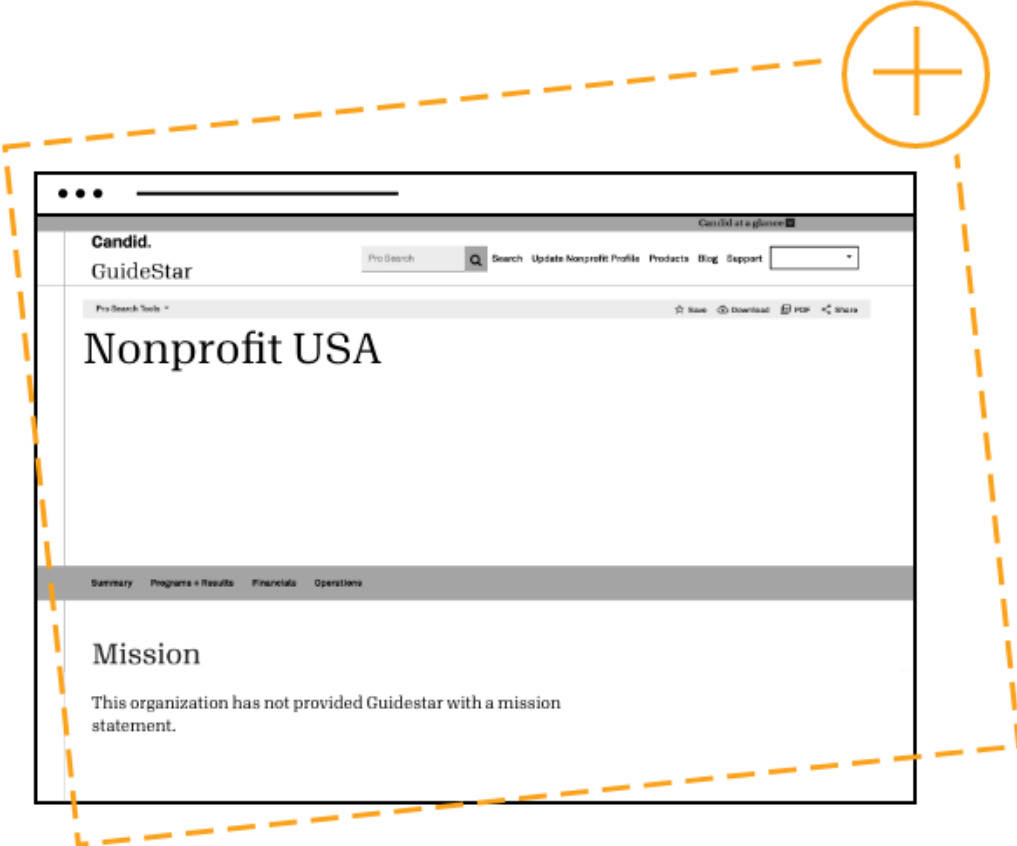 Candid at a glance
Candid.
GuideStar
Pro Search
Search Update Nonprofit Profile Products Blog Support
Pro Search Tools
Save Download PDF Share
Nonprofit USA
Summary Programs + Results Financials Operations
Mission
This organization has not provided Guidestar with a mission
statement.